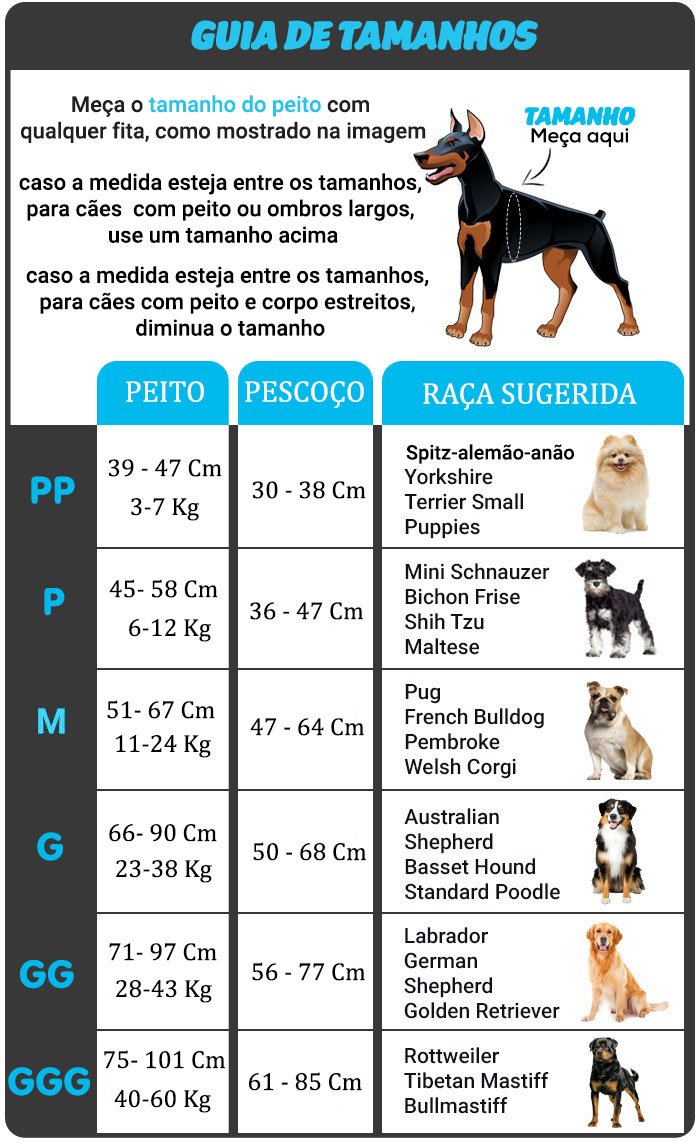 GUIA DE TAMANHOS
Meça o tamanho do peito com
qualquer fita, como mostrado na imagem
TAMANHO
Meça aqui
caso a medida esteja entre os tamanhos,
para cães com peito ou ombros largos,
use um tamanho acima
caso a medida esteja entre os tamanhos,
para cães com peito e corpo estreitos,
diminua o tamanho
PEITO
PESCOÇO
RAÇA SUGERIDA
PP
39 - 47 Cm
3-7 Kg
30 - 38 Cm
Spitz-alemão-anão
Yorkshire
Terrier Small
Puppies
P
45- 58 Cm
6-12 Kg
36 - 47 Cm
Mini Schnauzer
Bichon Frise
Shih Tzu
Maltese
M
51- 67 Cm
11-24 Kg
47 - 64 Cm
Pug
French Bulldog
Pembroke
Welsh Corgi
G
66- 90 Cm
23-38 Kg
50 - 68 Cm
Australian
Shepherd
Basset Hound
Standard Poodle
GG
71- 97 Cm
28-43 Kg
56 - 77 Cm
Labrador
German
Shepherd
Golden Retriever
GGG
75- 101 Cm
40-60 Kg
61 - 85 Cm
Rottweiler
Tibetan Mastiff
Bullmastiff